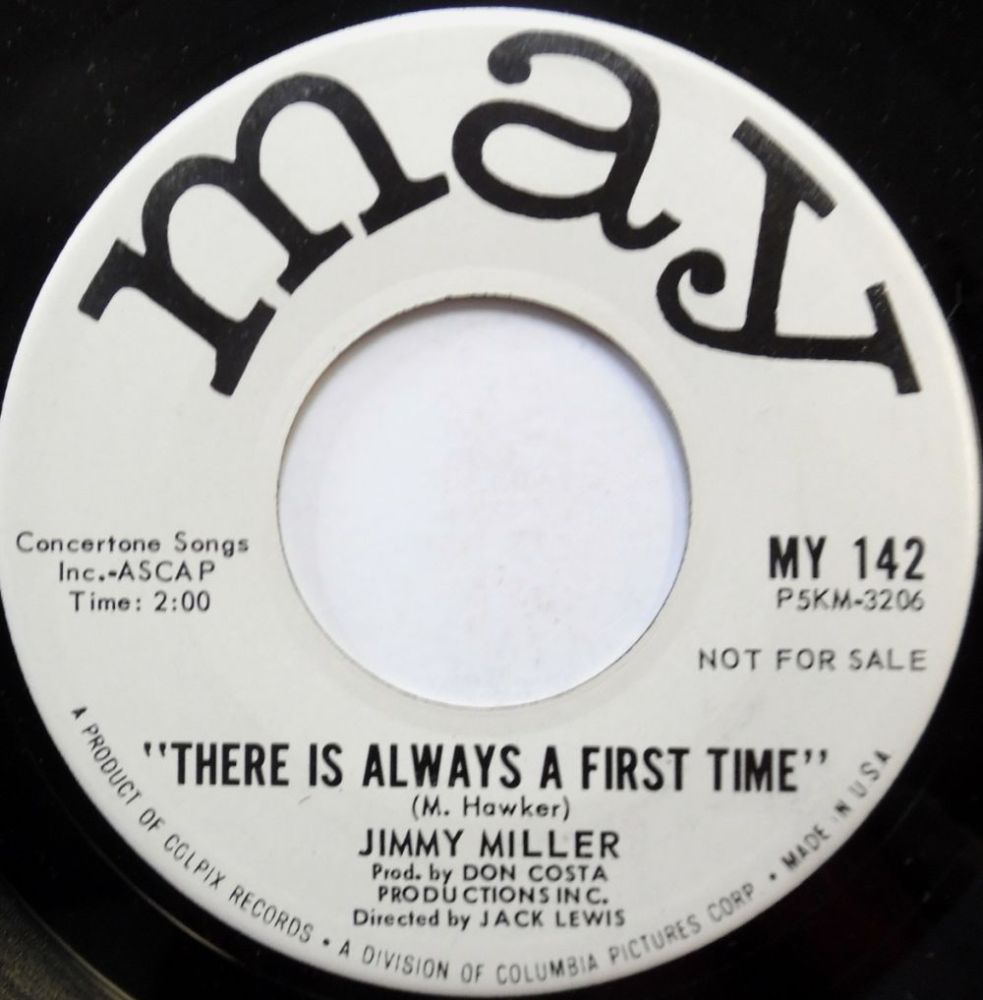 may
Concertone Songs
Inc.-ASCAP
Time: 2:00
MY 142
P5KM-3206
NOT FOR SALE
"THERE IS ALWAYS A FIRST TIME"
(M. Hawker)
JIMMY MILLER
Prod. by DON COSTA
PRODUCTIONS INC.
Directed by JACK LEWIS
A PRODUCT OF COLPIX RECORDS • A DIVISION OF COLUMBIA PICTURES CORP • MADE IN USA